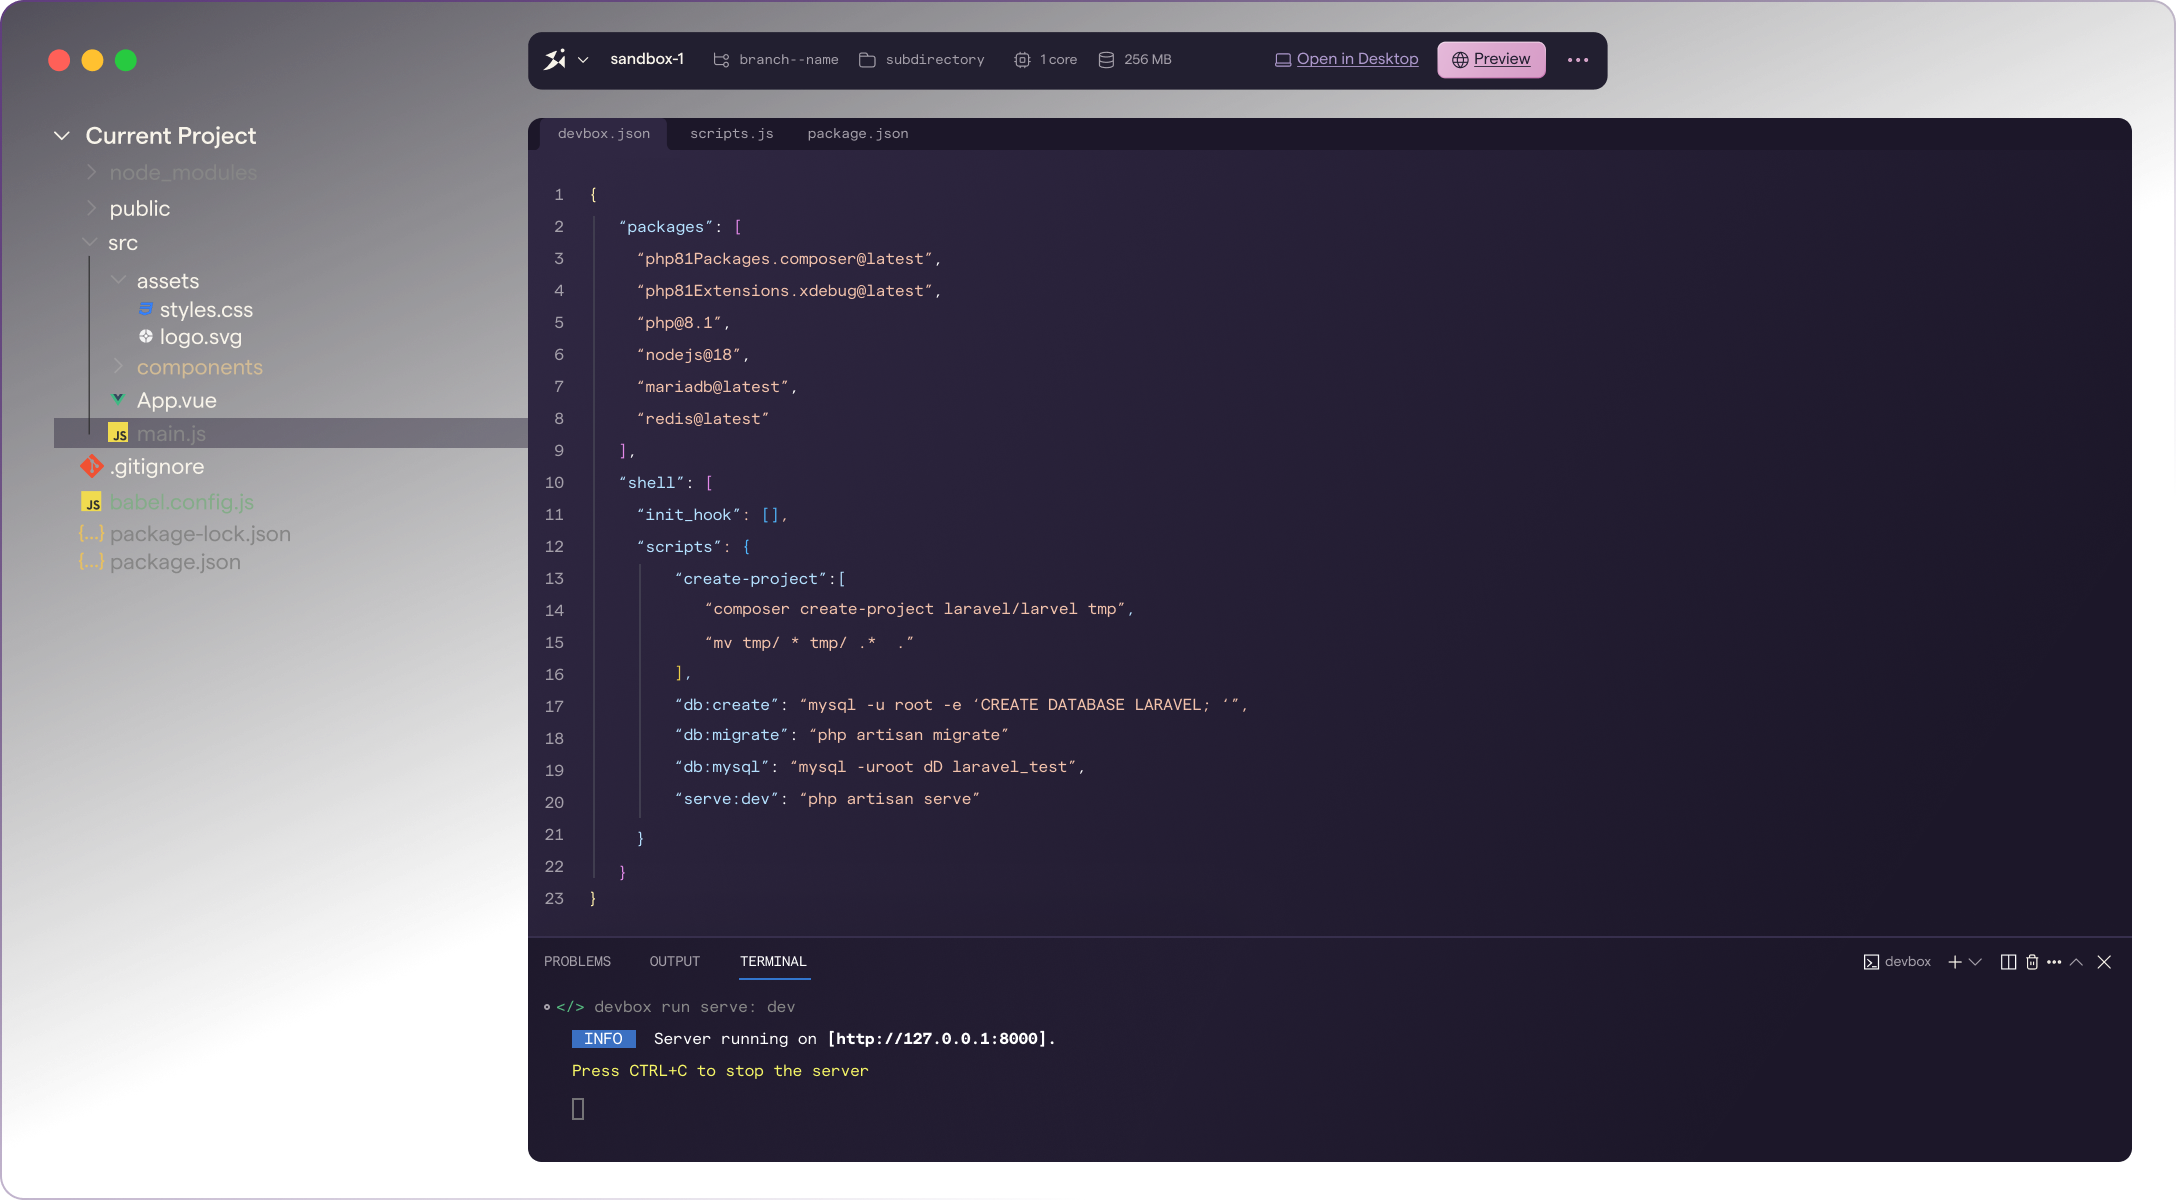 sandbox-1 branch--name subdirectory 1 core 256 MB Open in Desktop Preview
Current Project
node_modules
public
src
assets
styles.css
logo.svg
components
App.vue
JS main.js
.gitignore
JS babel.config.js
{...} package-lock.json
{...} package.json
devbox.json scripts.js package.json
1 {
2 “packages”: [
3 “php81Packages.composer@latest”,
4 “php81Extensions.xdebug@latest”,
5 “php@8.1”,
6 “nodejs@18”,
7 “mariadb@latest”,
8 “redis@latest”
9 ],
10 “shell”: [
11 “init_hook”: [],
12 “scripts”: {
13 “create-project”:[
14 “composer create-project laravel/larvel tmp”,
15 “mv tmp/ * tmp/ .*  .”
16 ],
17 “db:create”: “mysql -u root -e ‘CREATE DATABASE LARAVEL; ‘”,
18 “db:migrate”: “php artisan migrate”
19 “db:mysql”: “mysql -uroot dD laravel_test”,
20 “serve:dev”: “php artisan serve”
21 }
22 }
23 }
PROBLEMS OUTPUT TERMINAL devbox
</> devbox run serve: dev
INFO Server running on [http://127.0.0.1:8000].
Press CTRL+C to stop the server